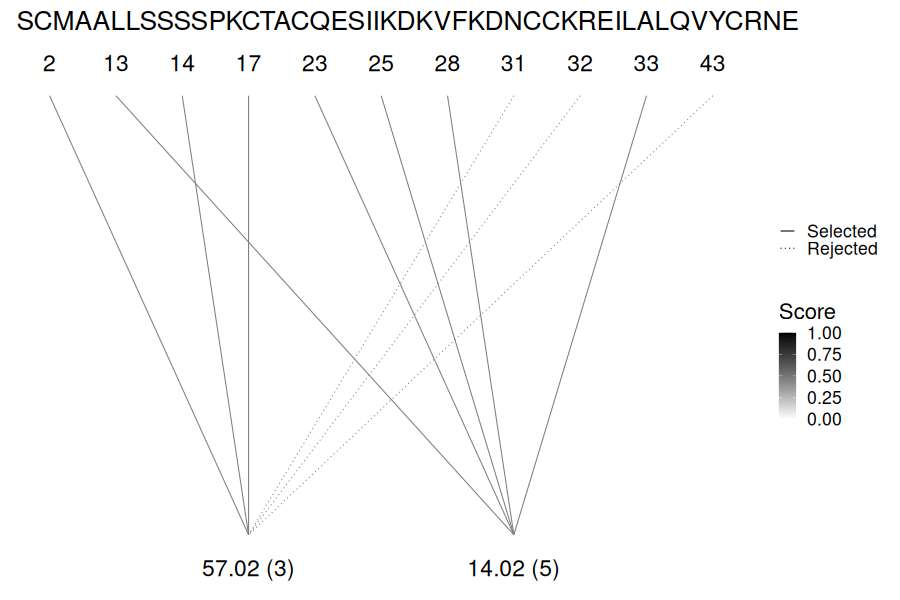 SCMAALLSSSSPKCTACQESIIKDKVFKDNCCKREILALQVYCRNE
2 13 14 17 23 25 28 31 32 33 43
Selected
Rejected
Score
1.00
0.75
0.50
0.25
0.00
57.02 (3) 14.02 (5)